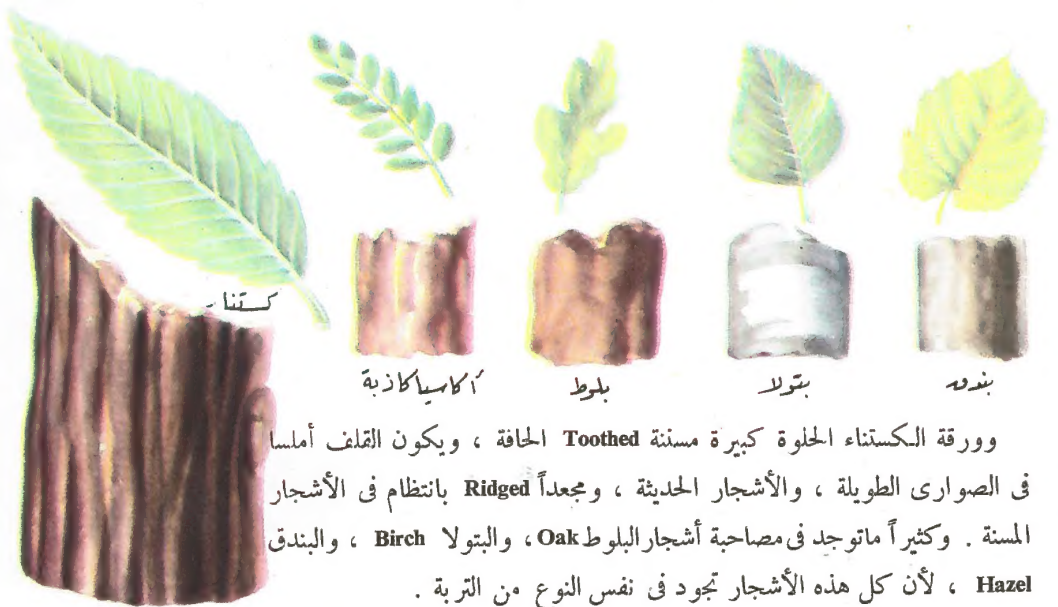 كستنا
أكاسيا كاذبة
بلوط
بتولا
بندق
وورقة الكستناء الحلوة كبيرة مسننة Toothed الحافة ، ويكون القلف أملسا
فى الصوارى الطويلة ، والأشجار الحديثة ، ومجعداً Ridged بانتظام فى الأشجار
المسنة . وكثيراً ماتوجد فى مصاحبة أشجار البلوط Oak ، والبتولا Birch ، والبندق
Hazel ، لأن كل هذه الأشجار تجود فى نفس النوع من التربة .